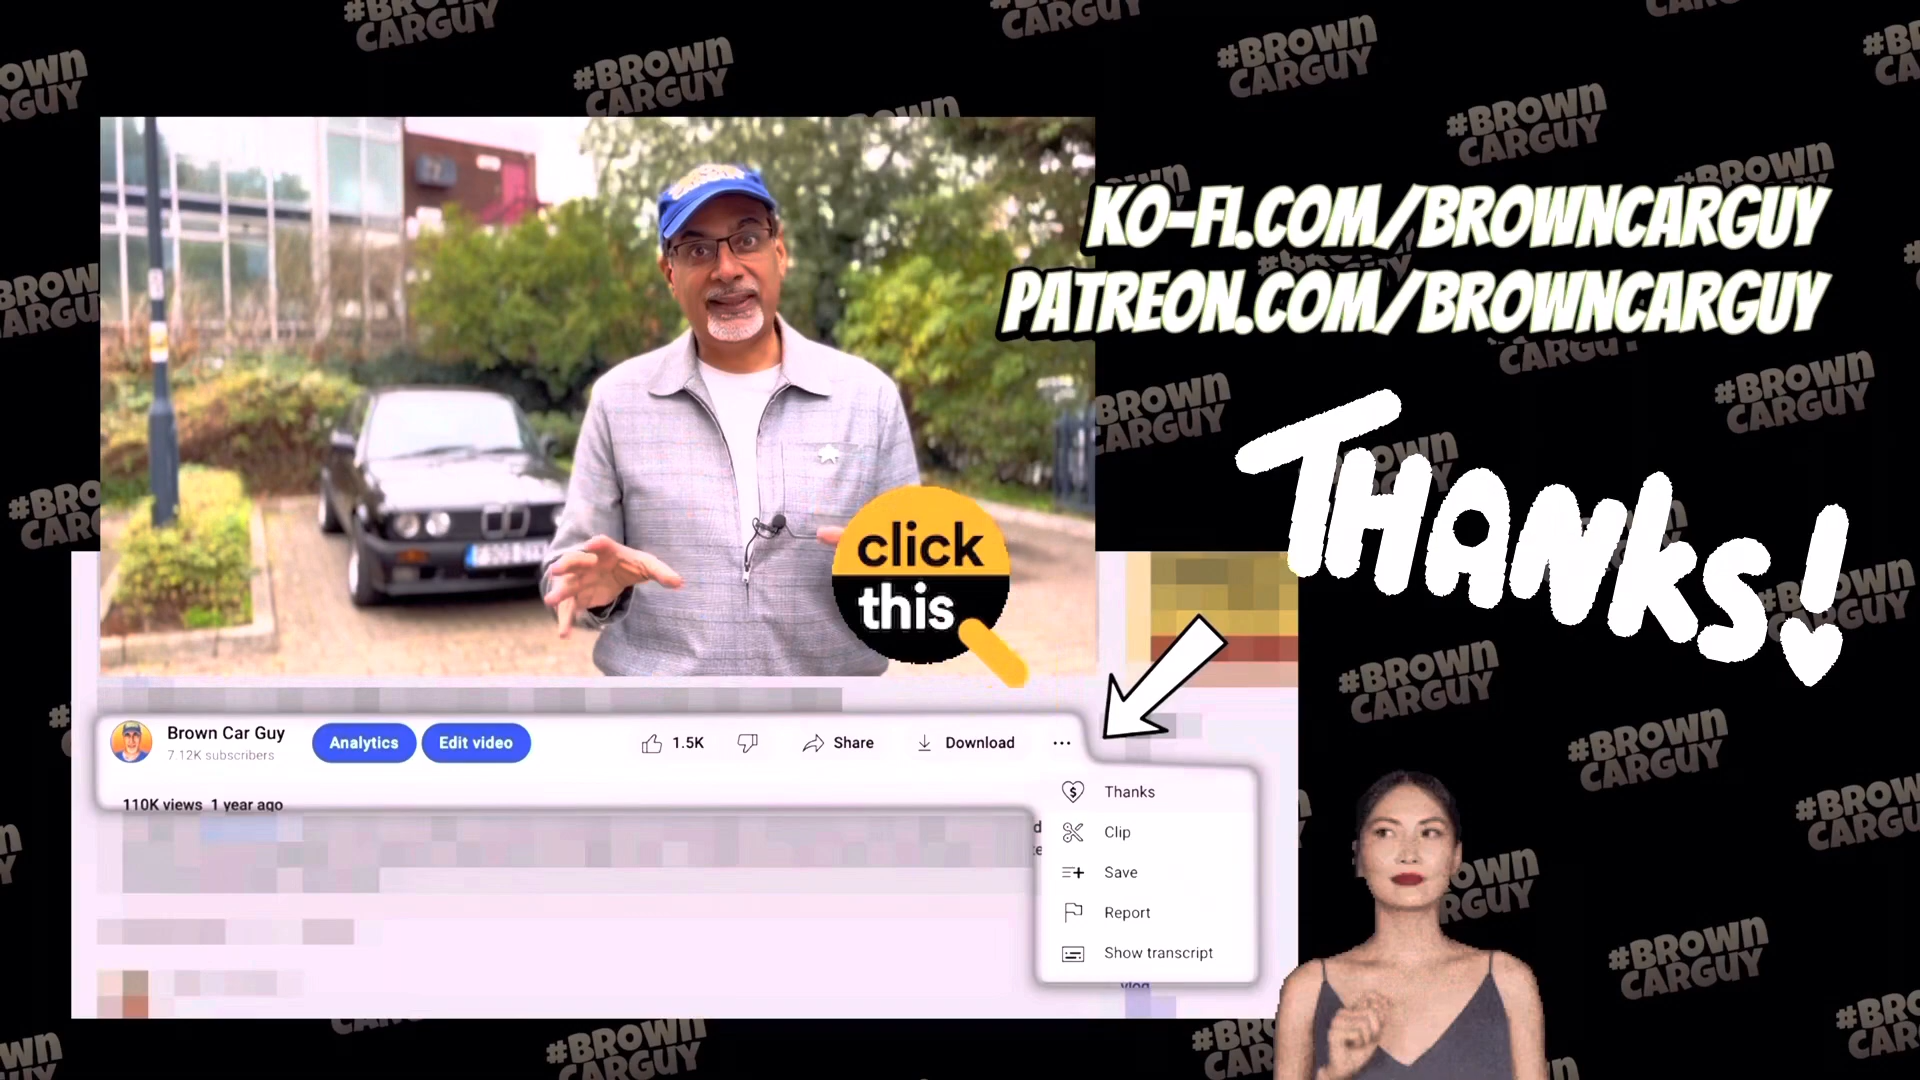 #BROWN
CARGUY
KO-FI.COM/BROWNCARGUY
PATREON.COM/BROWNCARGUY
THANKS!
click
this
Brown Car Guy
7.12K subscribers
Analytics
Edit video
1.5K
Share
Download
110K views 1 year ago
Thanks
Clip
Save
Report
Show transcript
vlog